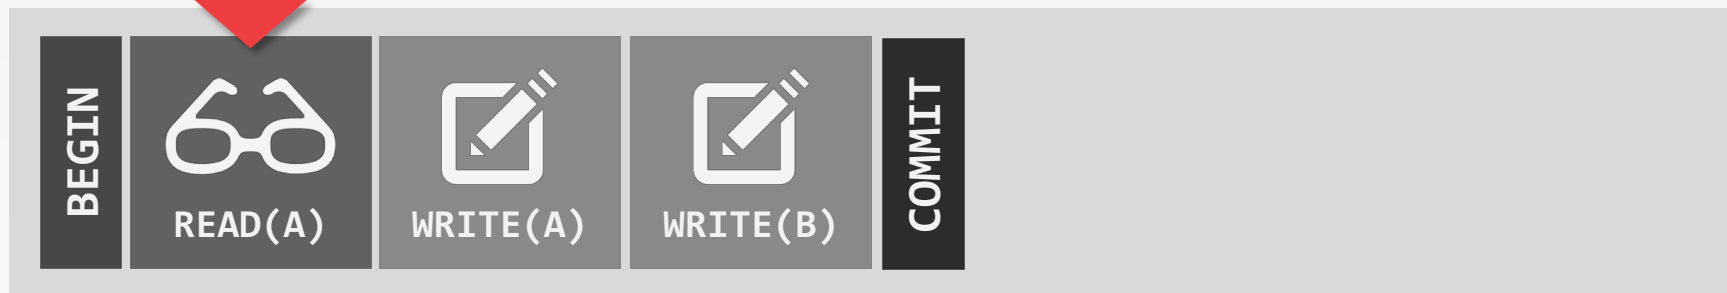 BEGIN
READ(A)
WRITE(A)
WRITE(B)
COMMIT